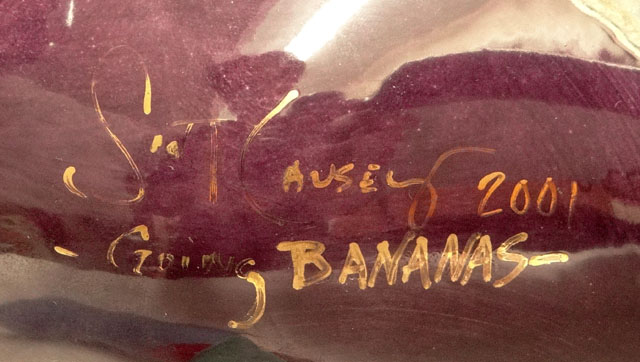 Causey 2001
- Going BANANAS -